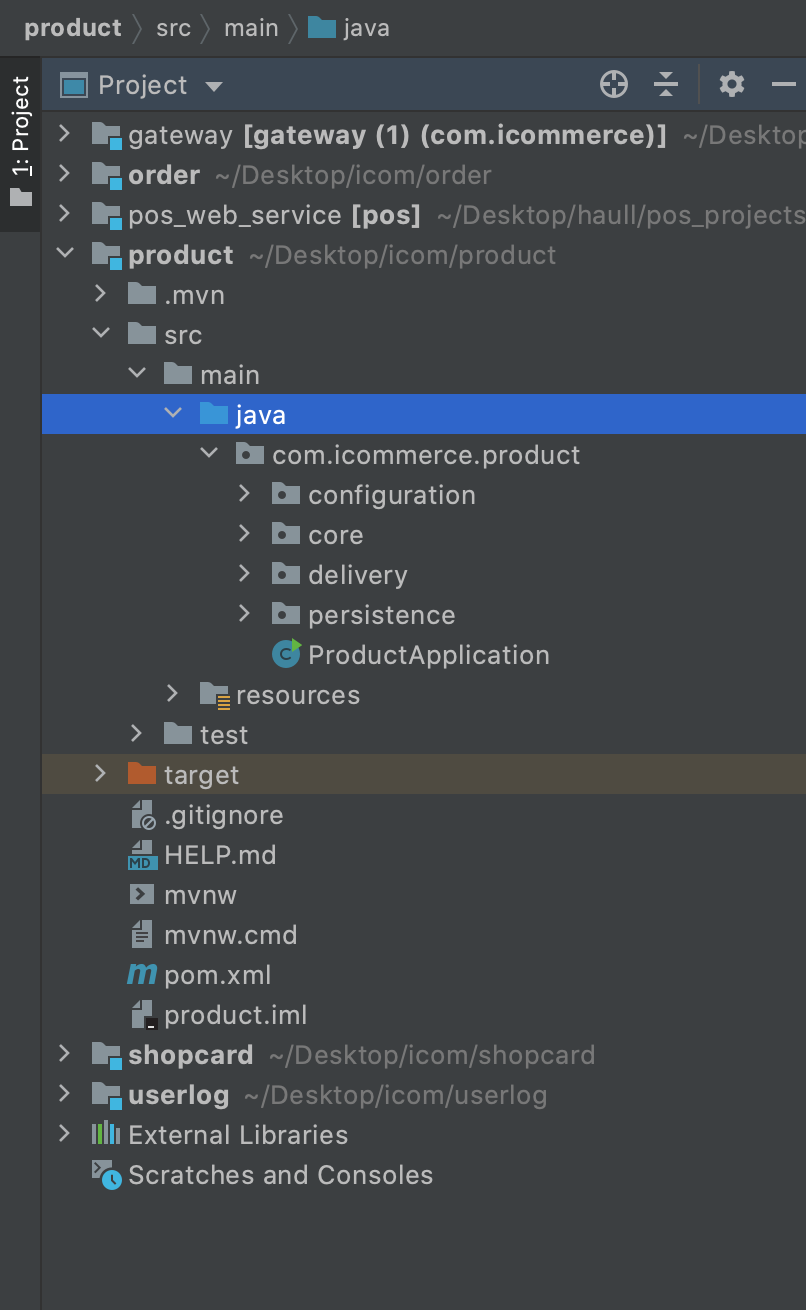 product src main java
1: Project
Project
gateway [gateway (1) (com.icommerce)] ~/Desktop
order ~/Desktop/icom/order
pos_web_service [pos] ~/Desktop/haull/pos_projects
product ~/Desktop/icom/product
.mvn
src
main
java
com.icommerce.product
configuration
core
delivery
persistence
C ProductApplication
resources
test
target
.gitignore
MD HELP.md
mvnw
mvnw.cmd
m pom.xml
product.iml
shopcard ~/Desktop/icom/shopcard
userlog ~/Desktop/icom/userlog
External Libraries
Scratches and Consoles